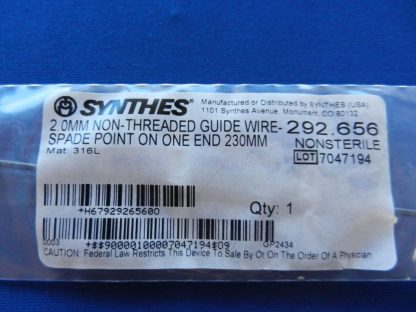 SYNTHES® Manufactured or Distributed by SYNTHES (USA)
1101 Synthes Avenue Monument, CO 80132
2.0MM NON-THREADED GUIDE WIRE- 292.656
SPADE POINT ON ONE END 230MM NONSTERILE
Mat: 316L LOT 7047194
+H67929265600 Qty: 1
0003 +$$90000100007047194$09 GP2434
CAUTION: Federal Law Restricts This Device To Sale By Or On The Order Of A Physician.